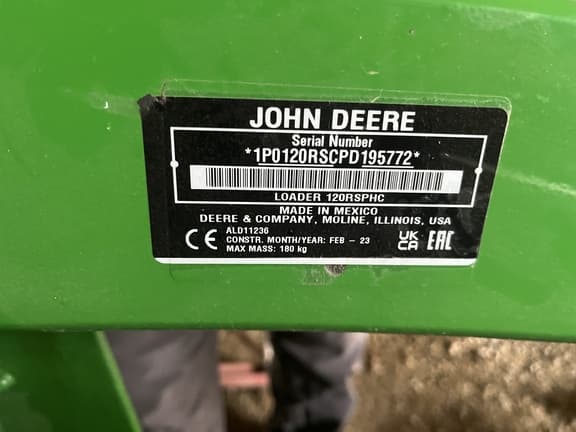 JOHN DEERE
Serial Number
*1P0120RSCPD195772*
LOADER 120RSPHC
MADE IN MEXICO
DEERE & COMPANY, MOLINE, ILLINOIS, USA
ALD11236
CONSTR. MONTH/YEAR: FEB - 23
MAX MASS: 180 kg
CE
UK
CA
EAC